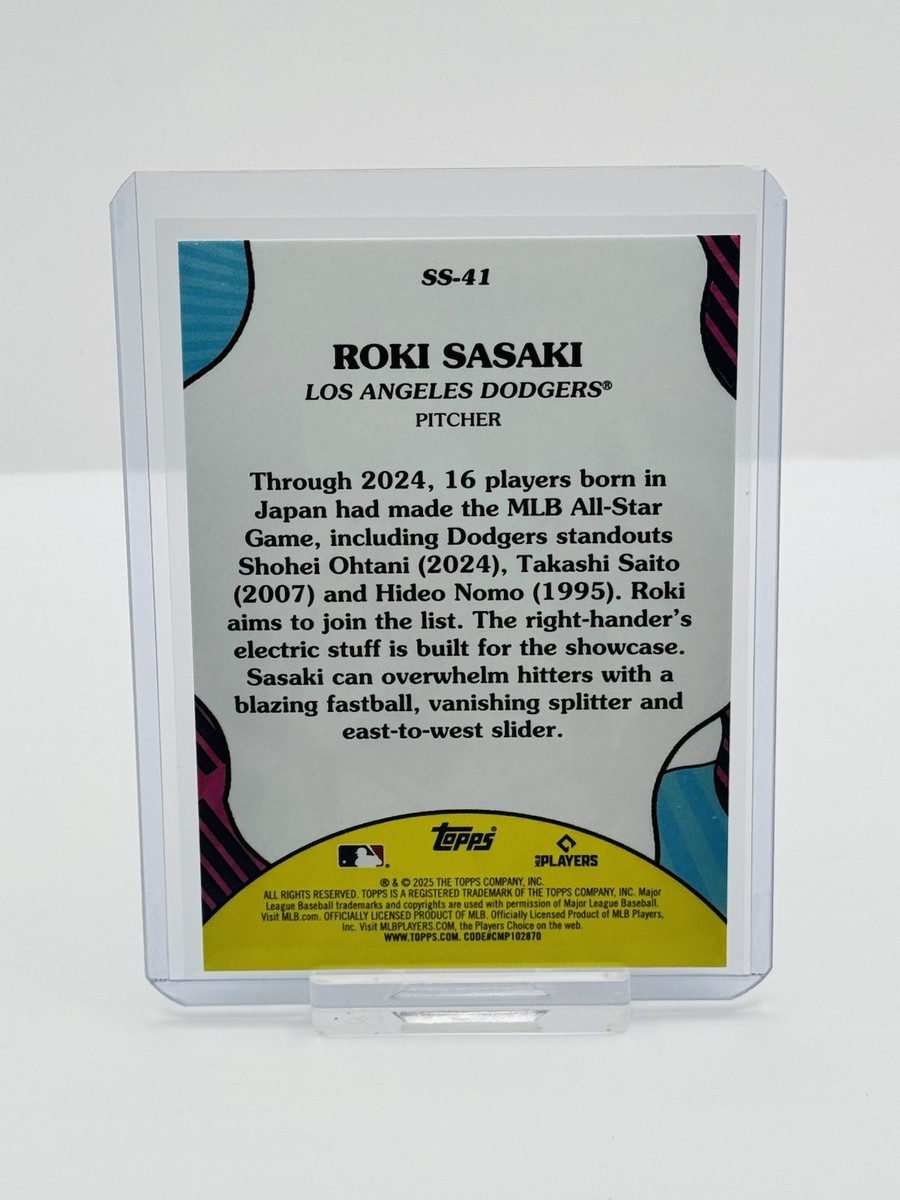 SS-41
ROKI SASAKI
LOS ANGELES DODGERS®
PITCHER
Through 2024, 16 players born in
Japan had made the MLB All-Star
Game, including Dodgers standouts
Shohei Ohtani (2024), Takashi Saito
(2007) and Hideo Nomo (1995). Roki
aims to join the list. The right-hander's
electric stuff is built for the showcase.
Sasaki can overwhelm hitters with a
blazing fastball, vanishing splitter and
east-to-west slider.
topps®
MLB PLAYERS
® & © 2025 THE TOPPS COMPANY, INC.
ALL RIGHTS RESERVED. TOPPS IS A REGISTERED TRADEMARK OF THE TOPPS COMPANY, INC. Major
League Baseball trademarks and copyrights are used with permission of Major League Baseball.
Visit MLB.com. OFFICIALLY LICENSED PRODUCT OF MLB. Officially Licensed Product of MLB Players,
Inc. Visit MLBPLAYERS.COM, the Players Choice on the web.
WWW.TOPPS.COM. CODE#CMP102870